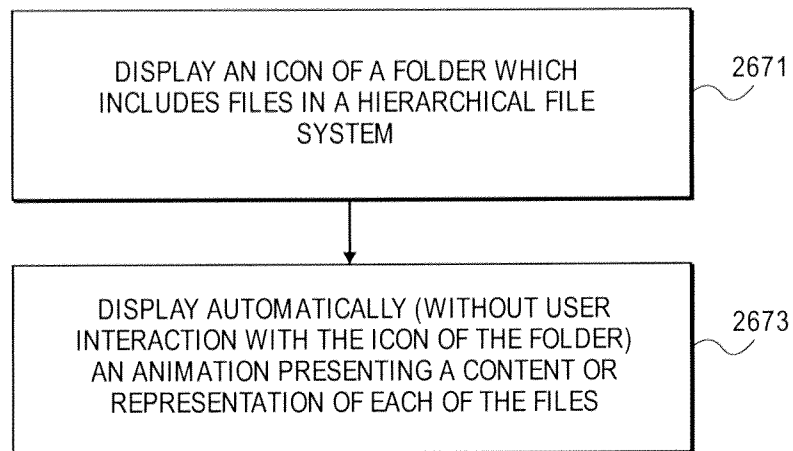 DISPLAY AN ICON OF A FOLDER WHICH
INCLUDES FILES IN A HIERARCHICAL FILE
SYSTEM
2671
DISPLAY AUTOMATICALLY (WITHOUT USER
INTERACTION WITH THE ICON OF THE FOLDER)
AN ANIMATION PRESENTING A CONTENT OR
REPRESENTATION OF EACH OF THE FILES
2673